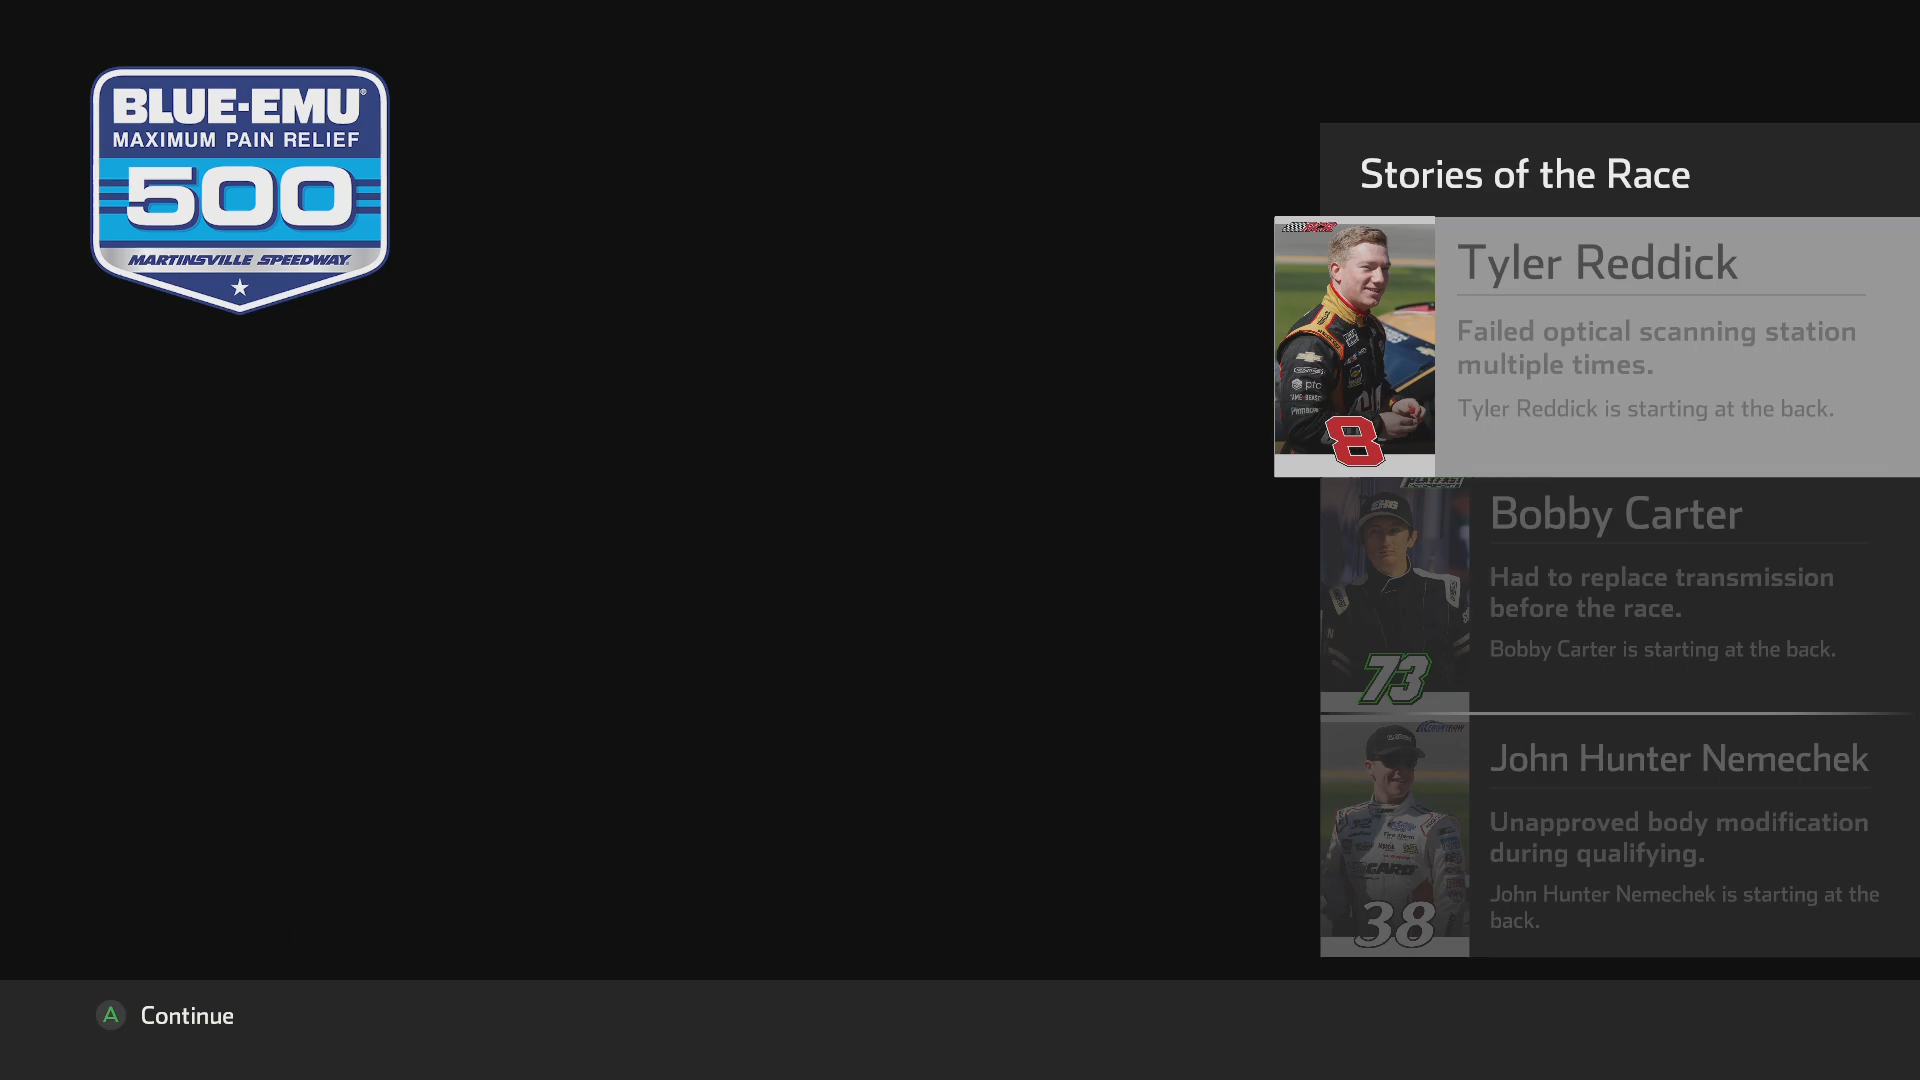 BLUE-EMU®
MAXIMUM PAIN RELIEF
500
MARTINSVILLE SPEEDWAY
Stories of the Race
Tyler Reddick
Failed optical scanning station
multiple times.
Tyler Reddick is starting at the back.
ptc
8
Bobby Carter
Had to replace transmission
before the race.
Bobby Carter is starting at the back.
EHG
73
John Hunter Nemechek
Unapproved body modification
during qualifying.
John Hunter Nemechek is starting at the
back.
38
A Continue